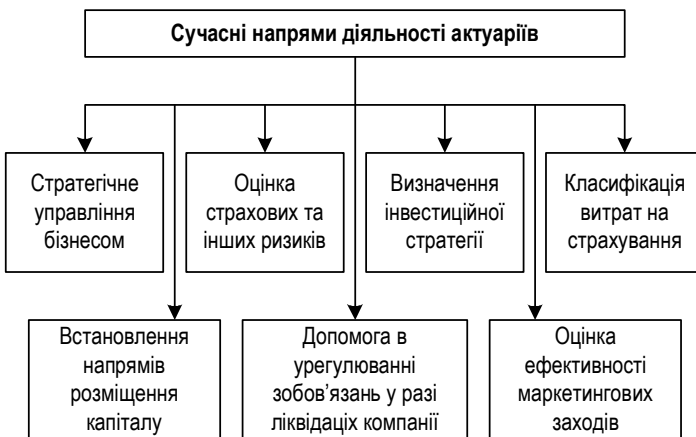 Сучасні напрями діяльності актуаріїв
Стратегічне
управління
бізнесом
Оцінка
страхових та
інших ризиків
Визначення
інвестиційної
стратегії
Класифікація
витрат на
страхування
Встановлення
напрямів
розміщення
капіталу
Допомога в
урегулюванні
зобов’язань у разі
ліквідаціх компанії
Оцінка
ефективності
маркетингових
заходів